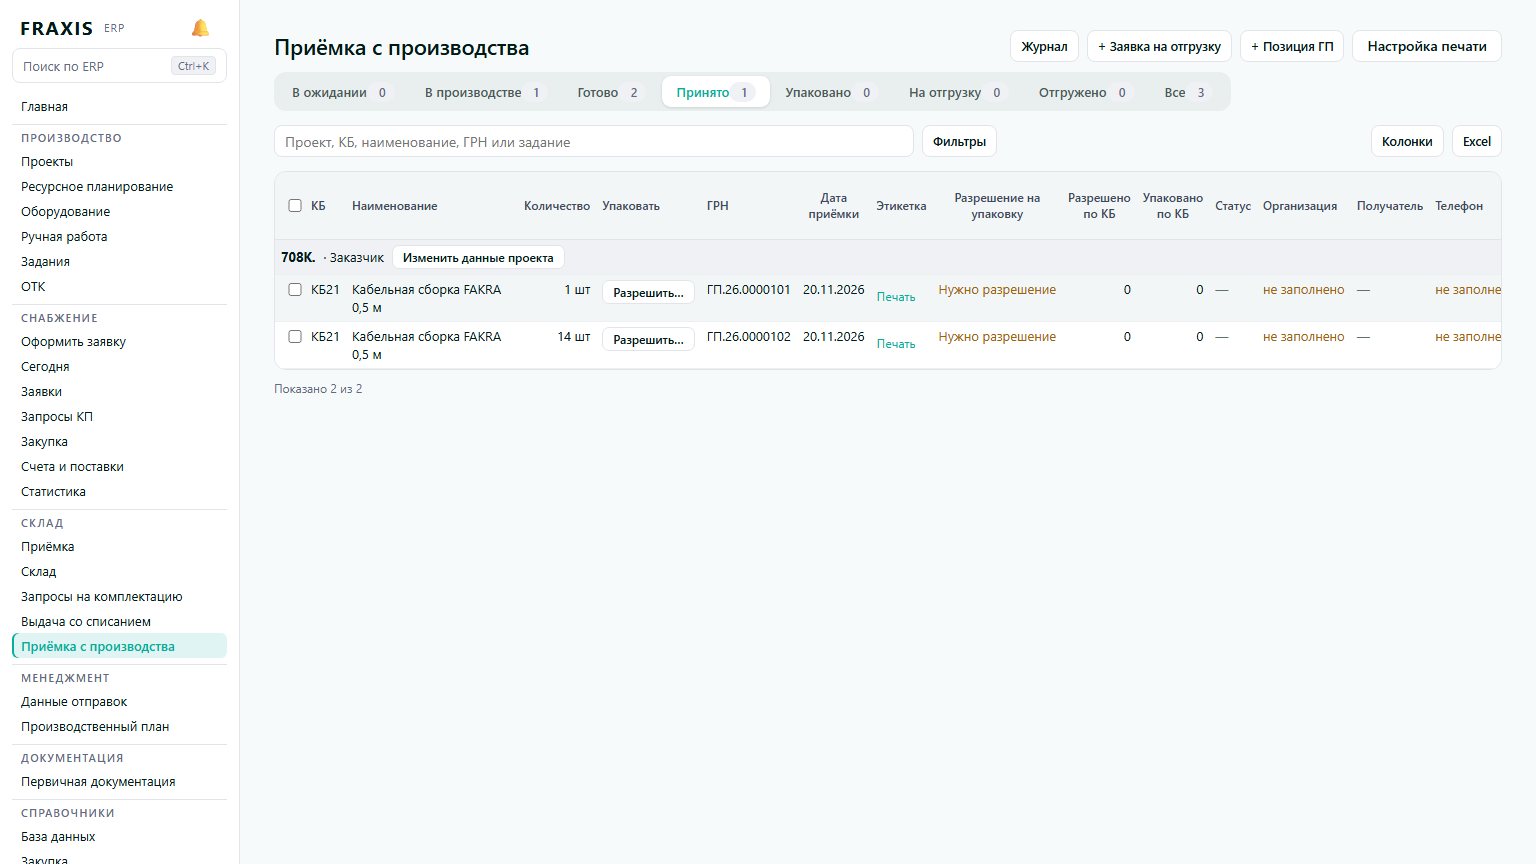 FRAXIS ERP
Поиск по ERP Ctrl+K
Главная
ПРОИЗВОДСТВО
Проекты
Ресурсное планирование
Оборудование
Ручная работа
Задания
ОТК
СНАБЖЕНИЕ
Оформить заявку
Сегодня
Заявки
Запросы КП
Закупка
Счета и поставки
Статистика
СКЛАД
Приёмка
Склад
Запросы на комплектацию
Выдача со списанием
Приёмка с производства
МЕНЕДЖМЕНТ
Данные отправок
Производственный план
ДОКУМЕНТАЦИЯ
Первичная документация
СПРАВОЧНИКИ
База данных
Закупка
Приёмка с производства
Журнал + Заявка на отгрузку + Позиция ГП Настройка печати
В ожидании 0 В производстве 1 Готово 2 Принято 1 Упаковано 0 На отгрузку 0 Отгружено 0 Все 3
Проект, КБ, наименование, ГРН или задание Фильтры Колонки Excel
КБ Наименование Количество Упаковать ГРН Дата приёмки Этикетка Разрешение на упаковку Разрешено по КБ Упаковано по КБ Статус Организация Получатель Телефон
708К. · Заказчик Изменить данные проекта
КБ21 Кабельная сборка FAKRA 1 шт Разрешить... ГП.26.0000101 20.11.2026 Печать Нужно разрешение 0 0 — не заполнено — не заполне
0,5 м
КБ21 Кабельная сборка FAKRA 14 шт Разрешить... ГП.26.0000102 20.11.2026 Печать Нужно разрешение 0 0 — не заполнено — не заполне
0,5 м
Показано 2 из 2